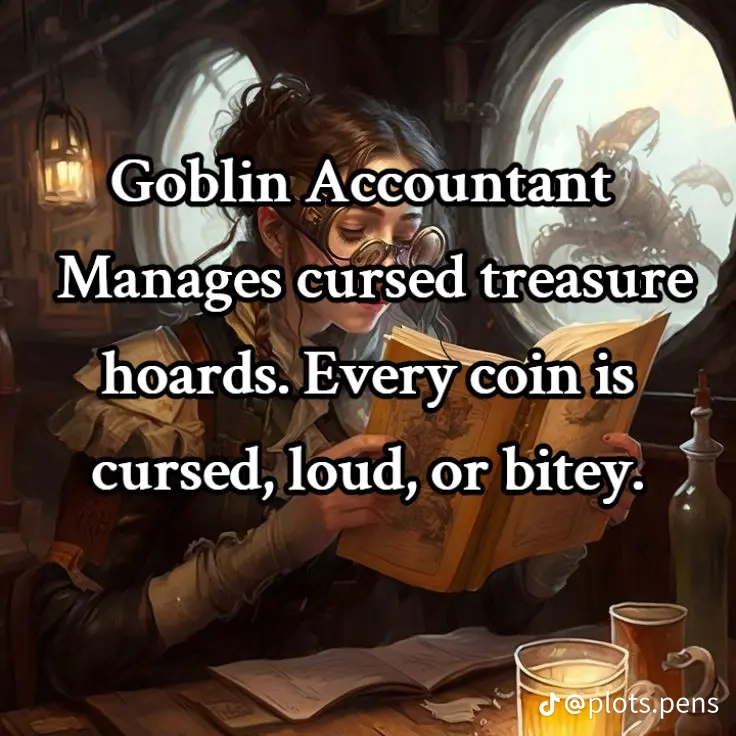 Goblin Accountant
Manages cursed treasure
hoards. Every coin is
cursed, loud, or bitey.
@plots.pens